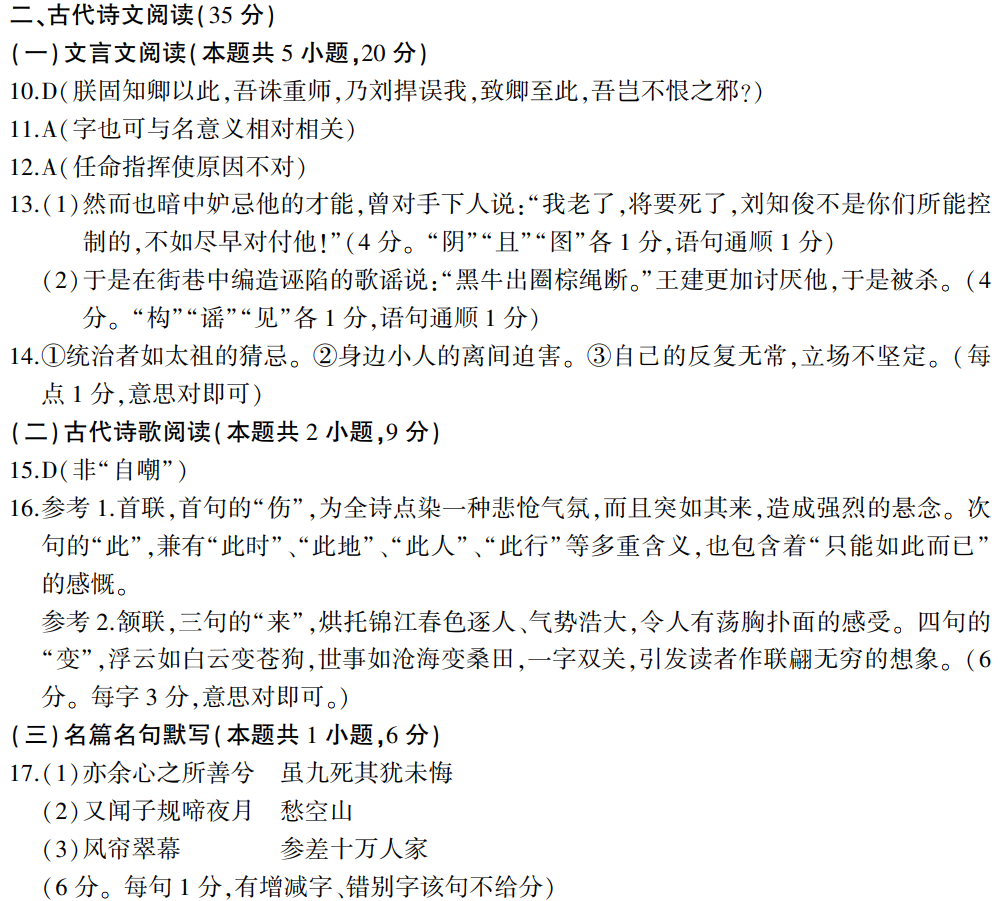 二、古代诗文阅读(35 分)
(一)文言文阅读(本题共 5 小题,20 分)
10.D(朕固知卿以此,吾诛重师,乃刘捍误我,致卿至此,吾岂不恨之邪?)
11.A(字也可与名意义相对相关)
12.A(任命指挥使原因不对)
13.(1)然而也暗中妒忌他的才能,曾对手下人说:“我老了,将要死了,刘知俊不是你们所能控
制的,不如尽早对付他!”(4 分。“阴”“且”“图”各 1 分,语句通顺 1 分)
(2)于是在街巷中编造诬陷的歌谣说:“黑牛出圈棕绳断。”王建更加讨厌他,于是被杀。(4
分。“构”“谣”“见”各 1 分,语句通顺 1 分)
14.①统治者如太祖的猜忌。②身边小人的离间迫害。③自己的反复无常,立场不坚定。(每
点 1 分,意思对即可)
(二)古代诗歌阅读(本题共 2 小题,9 分)
15.D(非“自嘲”)
16.参考 1.首联,首句的“伤”,为全诗点染一种悲怆气氛,而且突如其来,造成强烈的悬念。次
句的“此”,兼有“此时”、“此地”、“此人”、“此行”等多重含义,也包含着“只能如此而已”
的感慨。
参考 2.颔联,三句的“来”,烘托锦江春色逐人、气势浩大,令人有荡胸扑面的感受。四句的
“变”,浮云如白云变苍狗,世事如沧海变桑田,一字双关,引发读者作联翩无穷的想象。(6
分。每字 3 分,意思对即可。)
(三)名篇名句默写(本题共 1 小题,6 分)
17.(1)亦余心之所善兮 虽九死其犹未悔
(2)又闻子规啼夜月 愁空山
(3)风帘翠幕 参差十万人家
(6 分。每句 1 分,有增减字、错别字该句不给分)